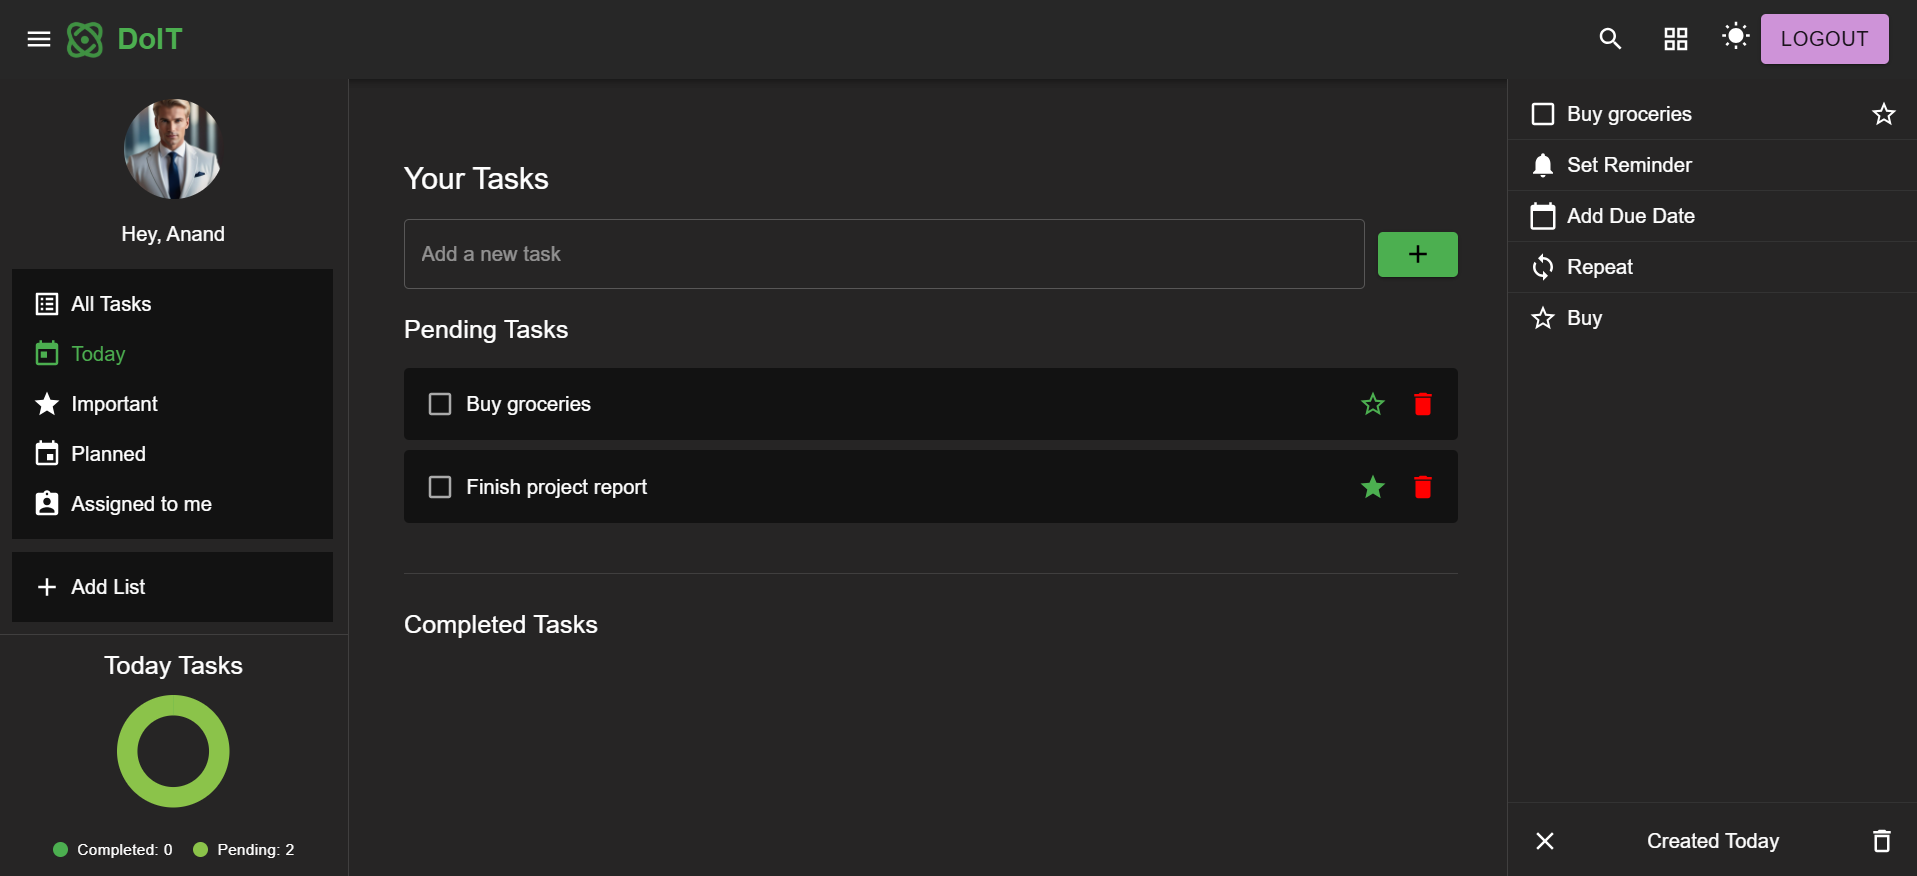 DoIT
LOGOUT
Hey, Anand
All Tasks
Today
Important
Planned
Assigned to me
Add List
Today Tasks
Completed: 0
Pending: 2
Your Tasks
Add a new task
Pending Tasks
Buy groceries
Finish project report
Completed Tasks
Buy groceries
Set Reminder
Add Due Date
Repeat
Buy
Created Today